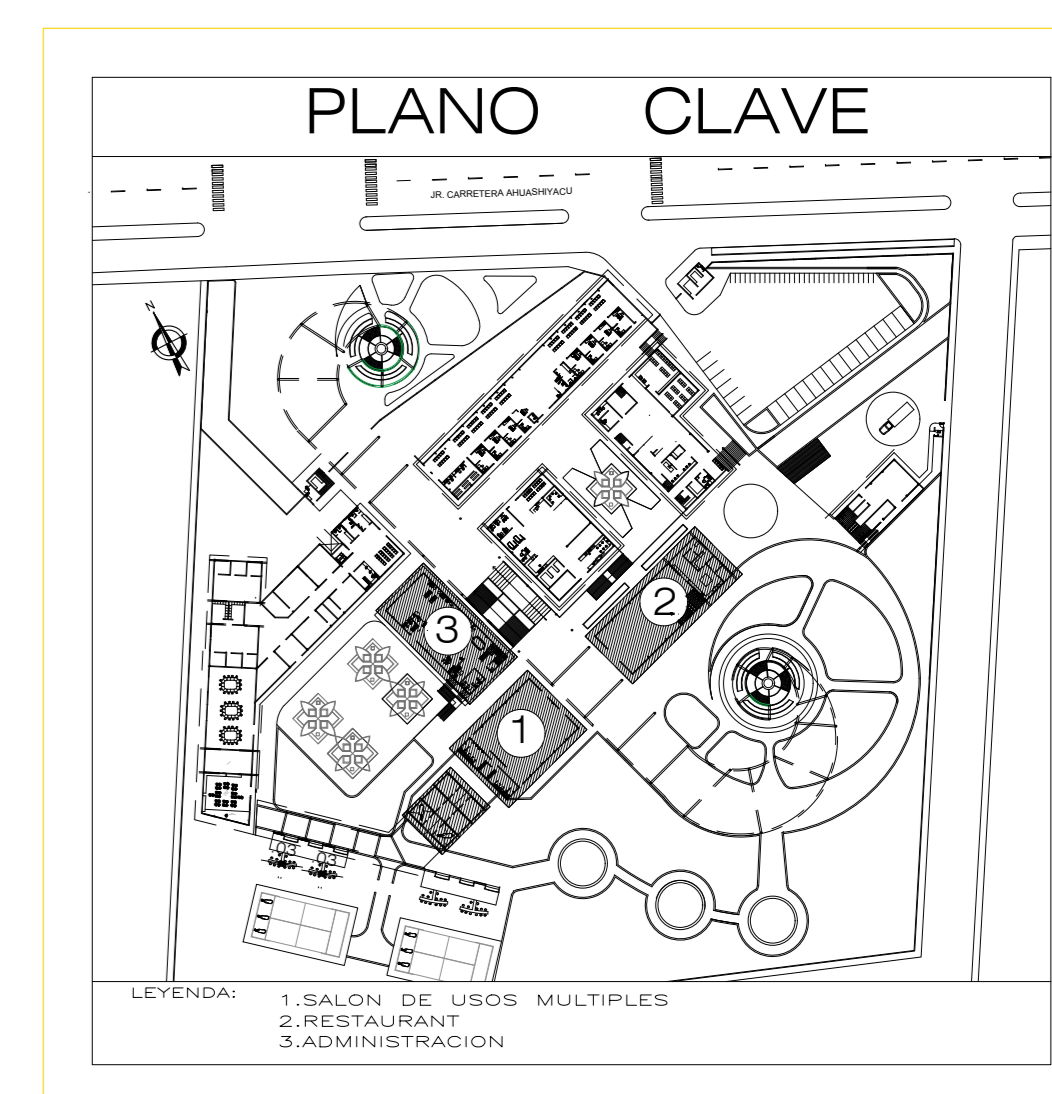 PLANO CLAVE
JR. CARRETERA AHUASHIYACU
N
3
2
1
03 03
LEYENDA:
1.SALON DE USOS MULTIPLES
2.RESTAURANT
3.ADMINISTRACION